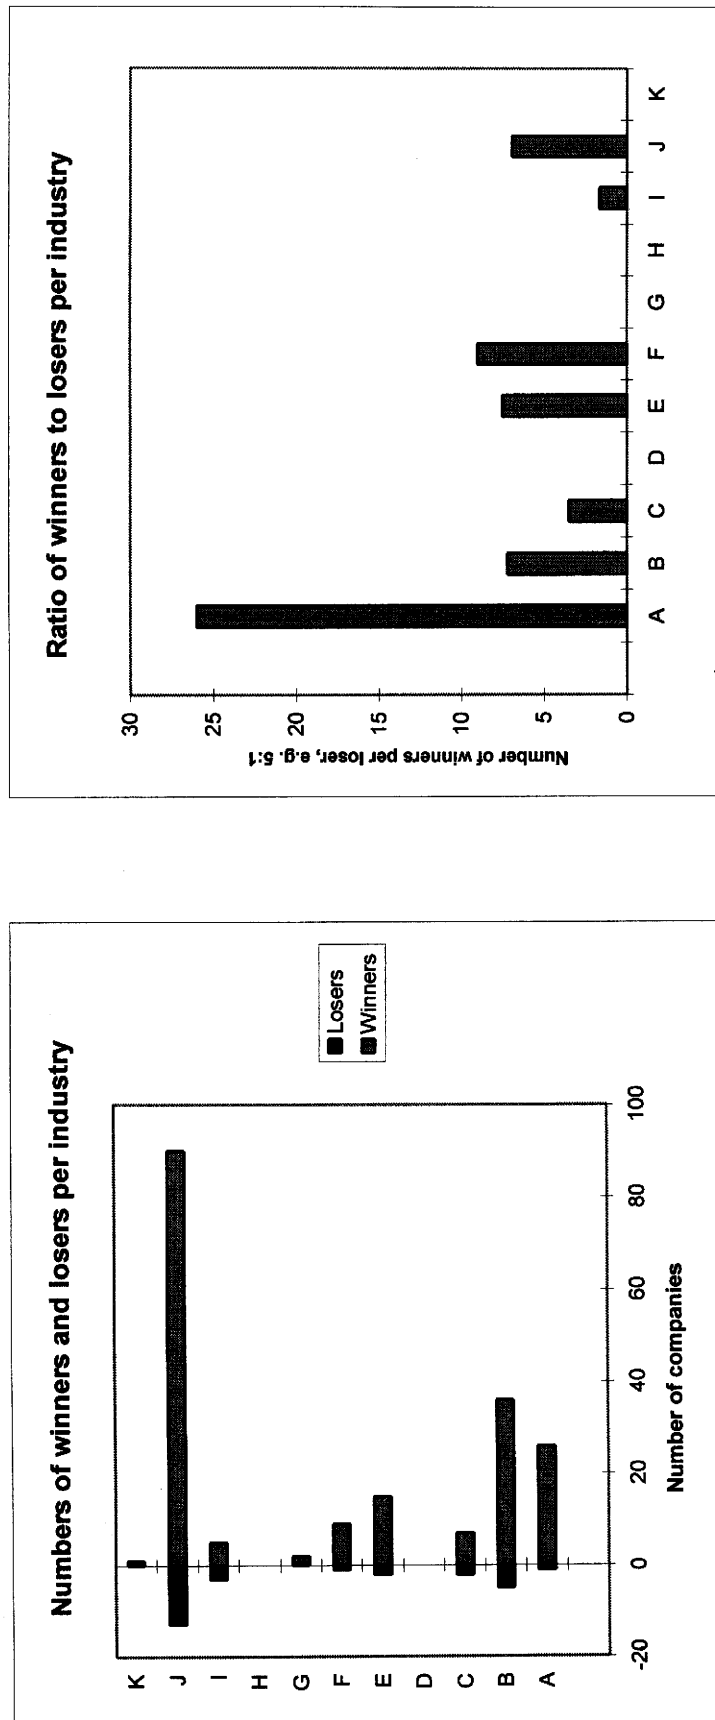 Numbers of winners and losers per industry
K
J
I
H
G
F
E
D
C
B
A
-20
0
20
40
60
80
100
Number of companies
Losers
Winners
Ratio of winners to losers per industry
Number of winners per loser, e.g. 5:1
30
25
20
15
10
5
0
A
B
C
D
E
F
G
H
I
J
K